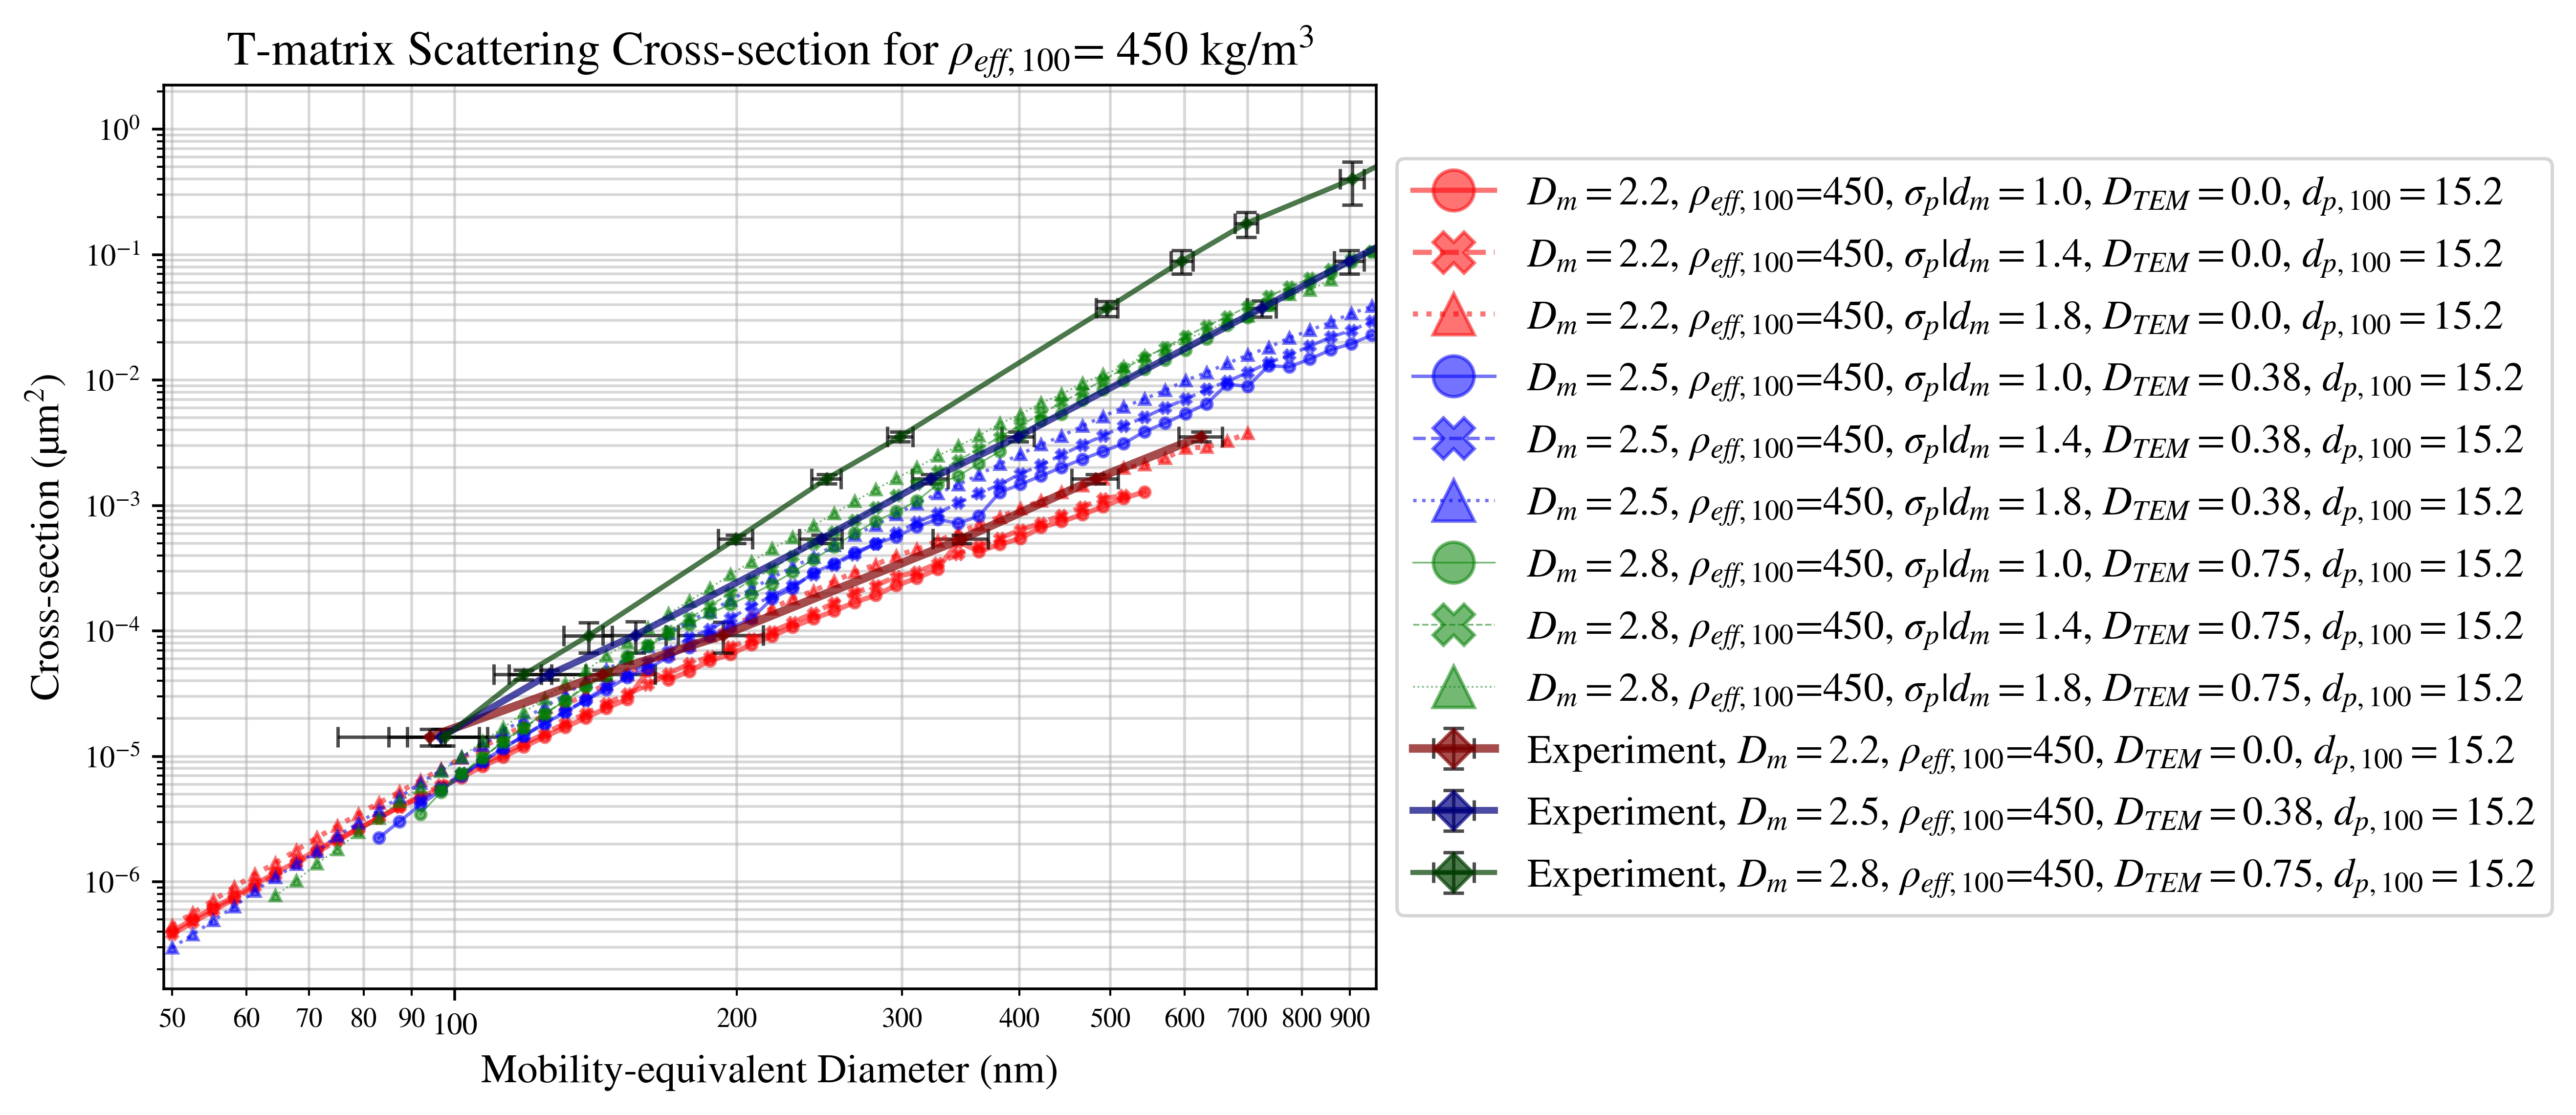 T-matrix Scattering Cross-section for ρeff,100= 450 kg/m³
Cross-section (μm²)
10⁰
10⁻¹
10⁻²
10⁻³
10⁻⁴
10⁻⁵
10⁻⁶
50 60 70 80 90 100 200 300 400 500 600 700 800 900
Mobility-equivalent Diameter (nm)
Dm = 2.2, ρeff,100=450, σp|dm = 1.0, DTEM = 0.0, dp,100 = 15.2
Dm = 2.2, ρeff,100=450, σp|dm = 1.4, DTEM = 0.0, dp,100 = 15.2
Dm = 2.2, ρeff,100=450, σp|dm = 1.8, DTEM = 0.0, dp,100 = 15.2
Dm = 2.5, ρeff,100=450, σp|dm = 1.0, DTEM = 0.38, dp,100 = 15.2
Dm = 2.5, ρeff,100=450, σp|dm = 1.4, DTEM = 0.38, dp,100 = 15.2
Dm = 2.5, ρeff,100=450, σp|dm = 1.8, DTEM = 0.38, dp,100 = 15.2
Dm = 2.8, ρeff,100=450, σp|dm = 1.0, DTEM = 0.75, dp,100 = 15.2
Dm = 2.8, ρeff,100=450, σp|dm = 1.4, DTEM = 0.75, dp,100 = 15.2
Dm = 2.8, ρeff,100=450, σp|dm = 1.8, DTEM = 0.75, dp,100 = 15.2
Experiment, Dm = 2.2, ρeff,100=450, DTEM = 0.0, dp,100 = 15.2
Experiment, Dm = 2.5, ρeff,100=450, DTEM = 0.38, dp,100 = 15.2
Experiment, Dm = 2.8, ρeff,100=450, DTEM = 0.75, dp,100 = 15.2